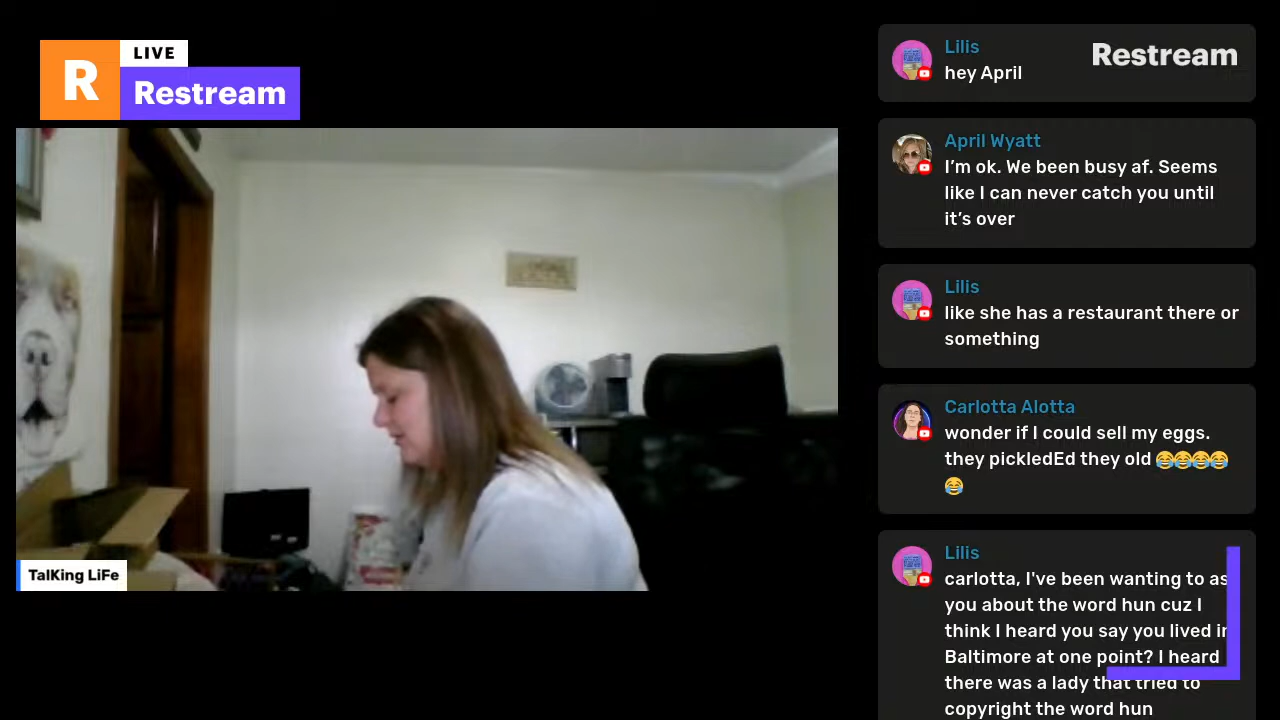 R
LIVE
Restream
TalKing LiFe
Restream
Lilis
hey April
April Wyatt
I’m ok. We been busy af. Seems
like I can never catch you until
it’s over
Lilis
like she has a restaurant there or
something
Carlotta Alotta
wonder if I could sell my eggs.
they pickledEd they old 😂😂😂😂
😂
Lilis
carlotta, I've been wanting to as
you about the word hun cuz I
think I heard you say you lived in
Baltimore at one point? I heard
there was a lady that tried to
copyright the word hun